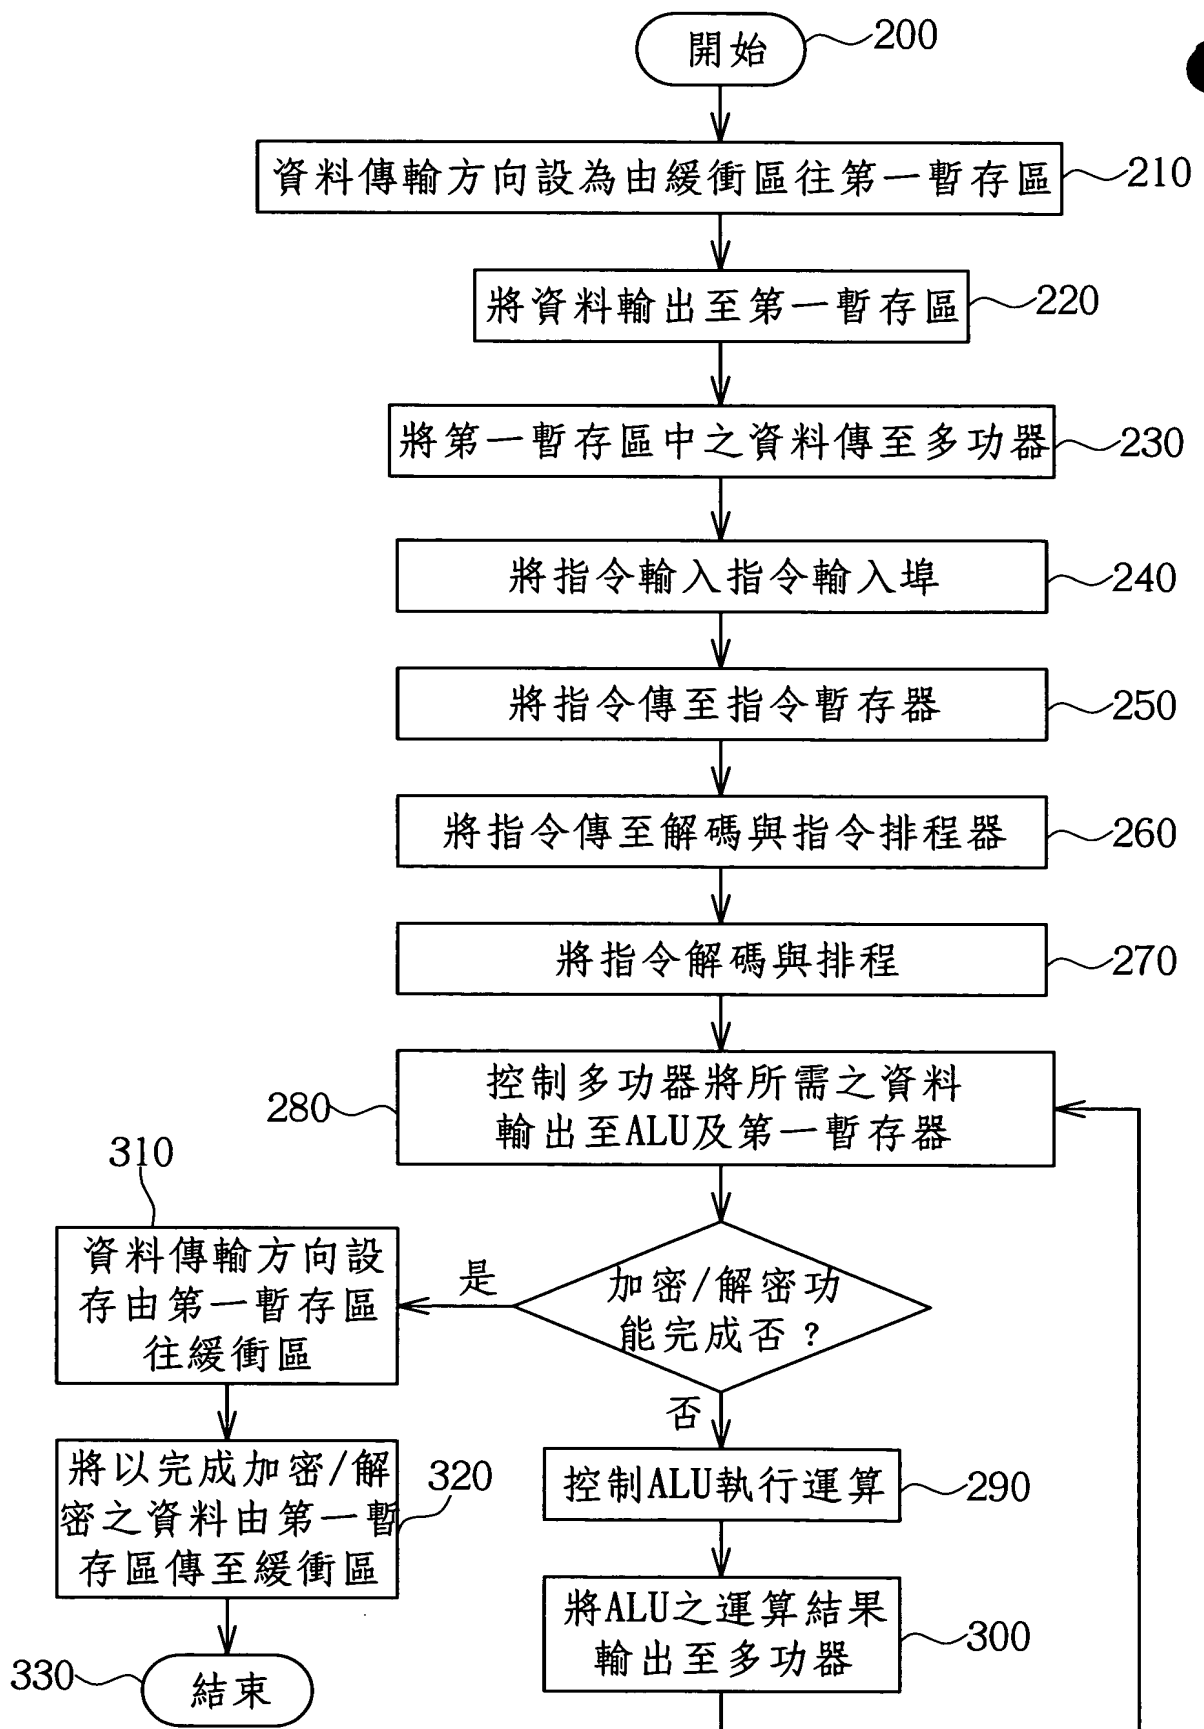 開始
200
資料傳輸方向設為由緩衝區往第一暫存區
210
將資料輸出至第一暫存區
220
將第一暫存區中之資料傳至多功器
230
將指令輸入指令輸入埠
240
將指令傳至指令暫存器
250
將指令傳至解碼與指令排程器
260
將指令解碼與排程
270
控制多功器將所需之資料
輸出至ALU及第一暫存器
280
加密/解密功
能完成否?
是
310
資料傳輸方向設
存由第一暫存區
往緩衝區
否
將以完成加密/解
密之資料由第一暫
存區傳至緩衝區
320
控制ALU執行運算
290
將ALU之運算結果
輸出至多功器
300
結束
330